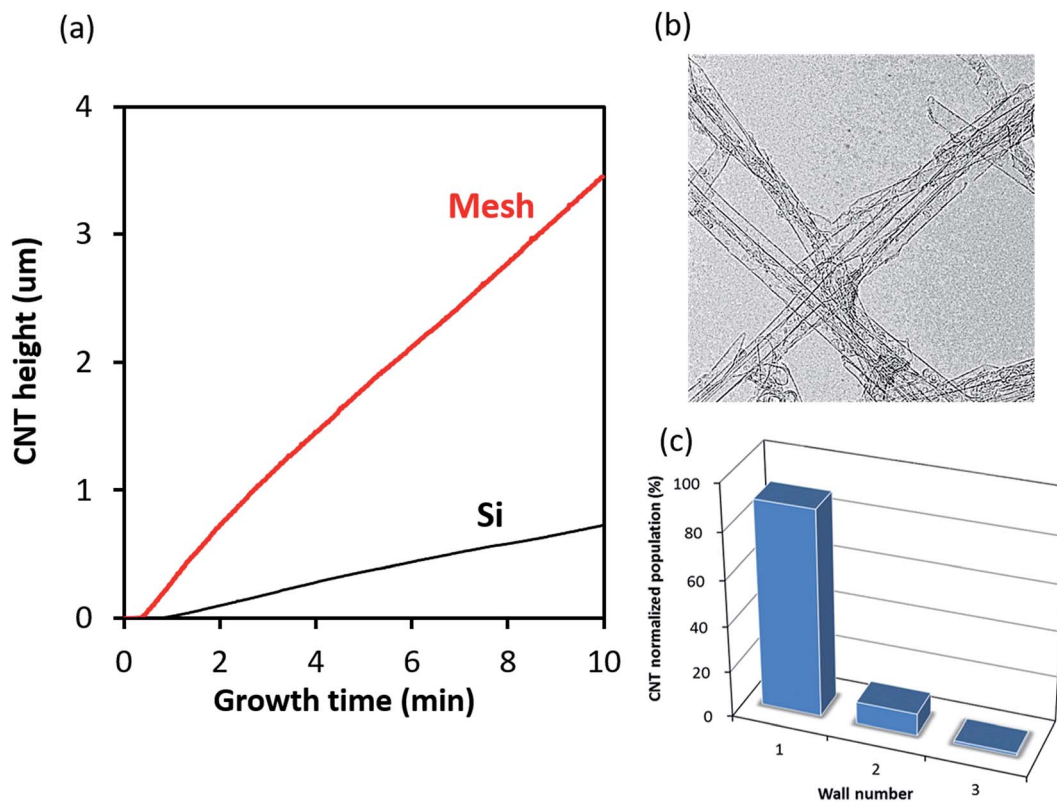 (a)
4
3
2
1
0
CNT height (um)
Mesh
Si
0 2 4 6 8 10
Growth time (min)
(b)
(c)
100
80
60
40
20
0
CNT normalized population (%)
1
2
3
Wall number